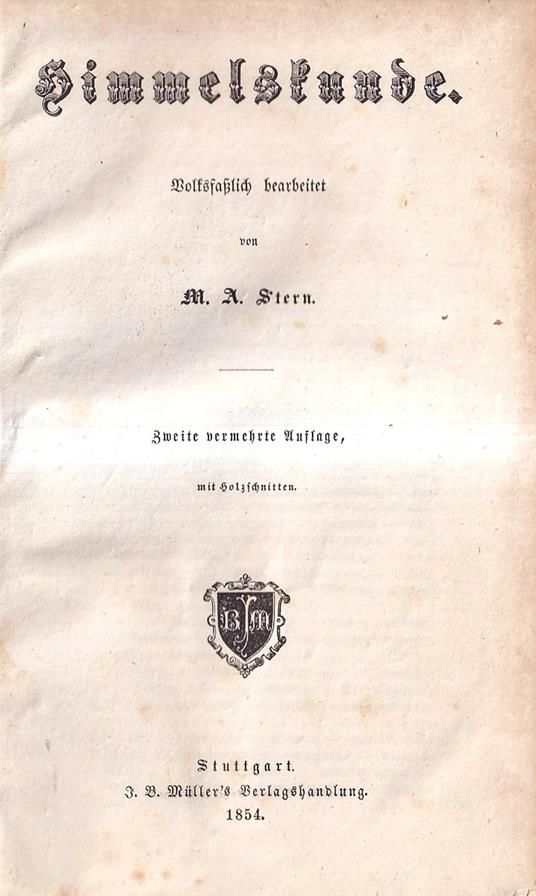 Himmelskunde.
Volksfaßlich bearbeitet
von
M. A. Stern.
Zweite vermehrte Auflage,
mit Holzschnitten.
B J M
Stuttgart.
J. B. Müller's Verlagshandlung.
1854.